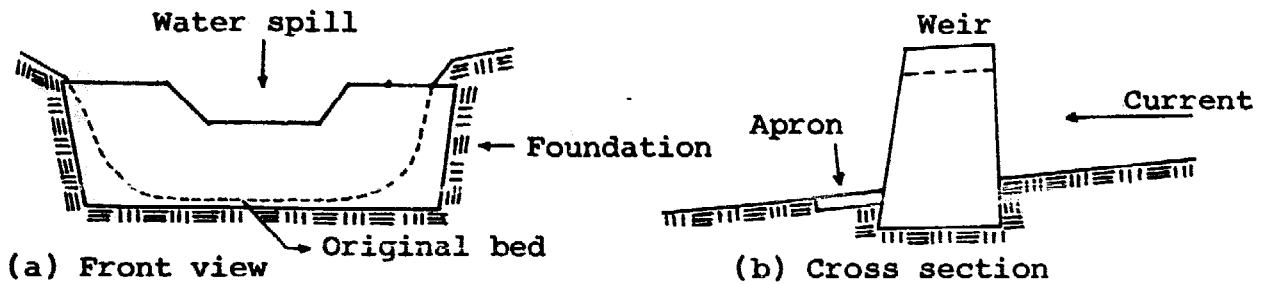 Water spill
Foundation
Original bed
(a) Front view
Weir
Current
Apron
(b) Cross section